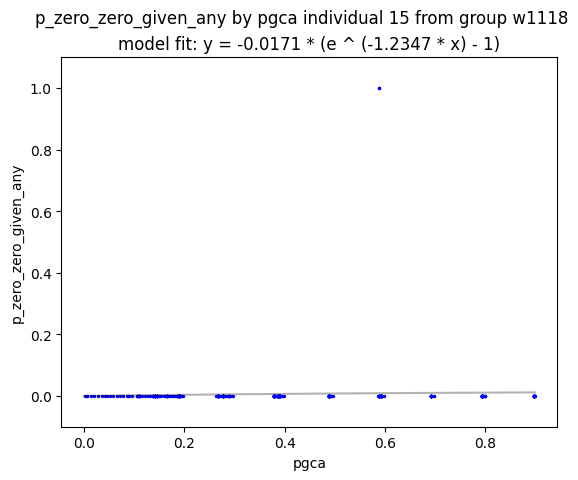 p_zero_zero_given_any by pgca individual 15 from group w1118
model fit: y = -0.0171 * (e ^ (-1.2347 * x) - 1)
1.0
0.8
0.6
0.4
0.2
0.0
p_zero_zero_given_any
0.0 0.2 0.4 0.6 0.8
pgca